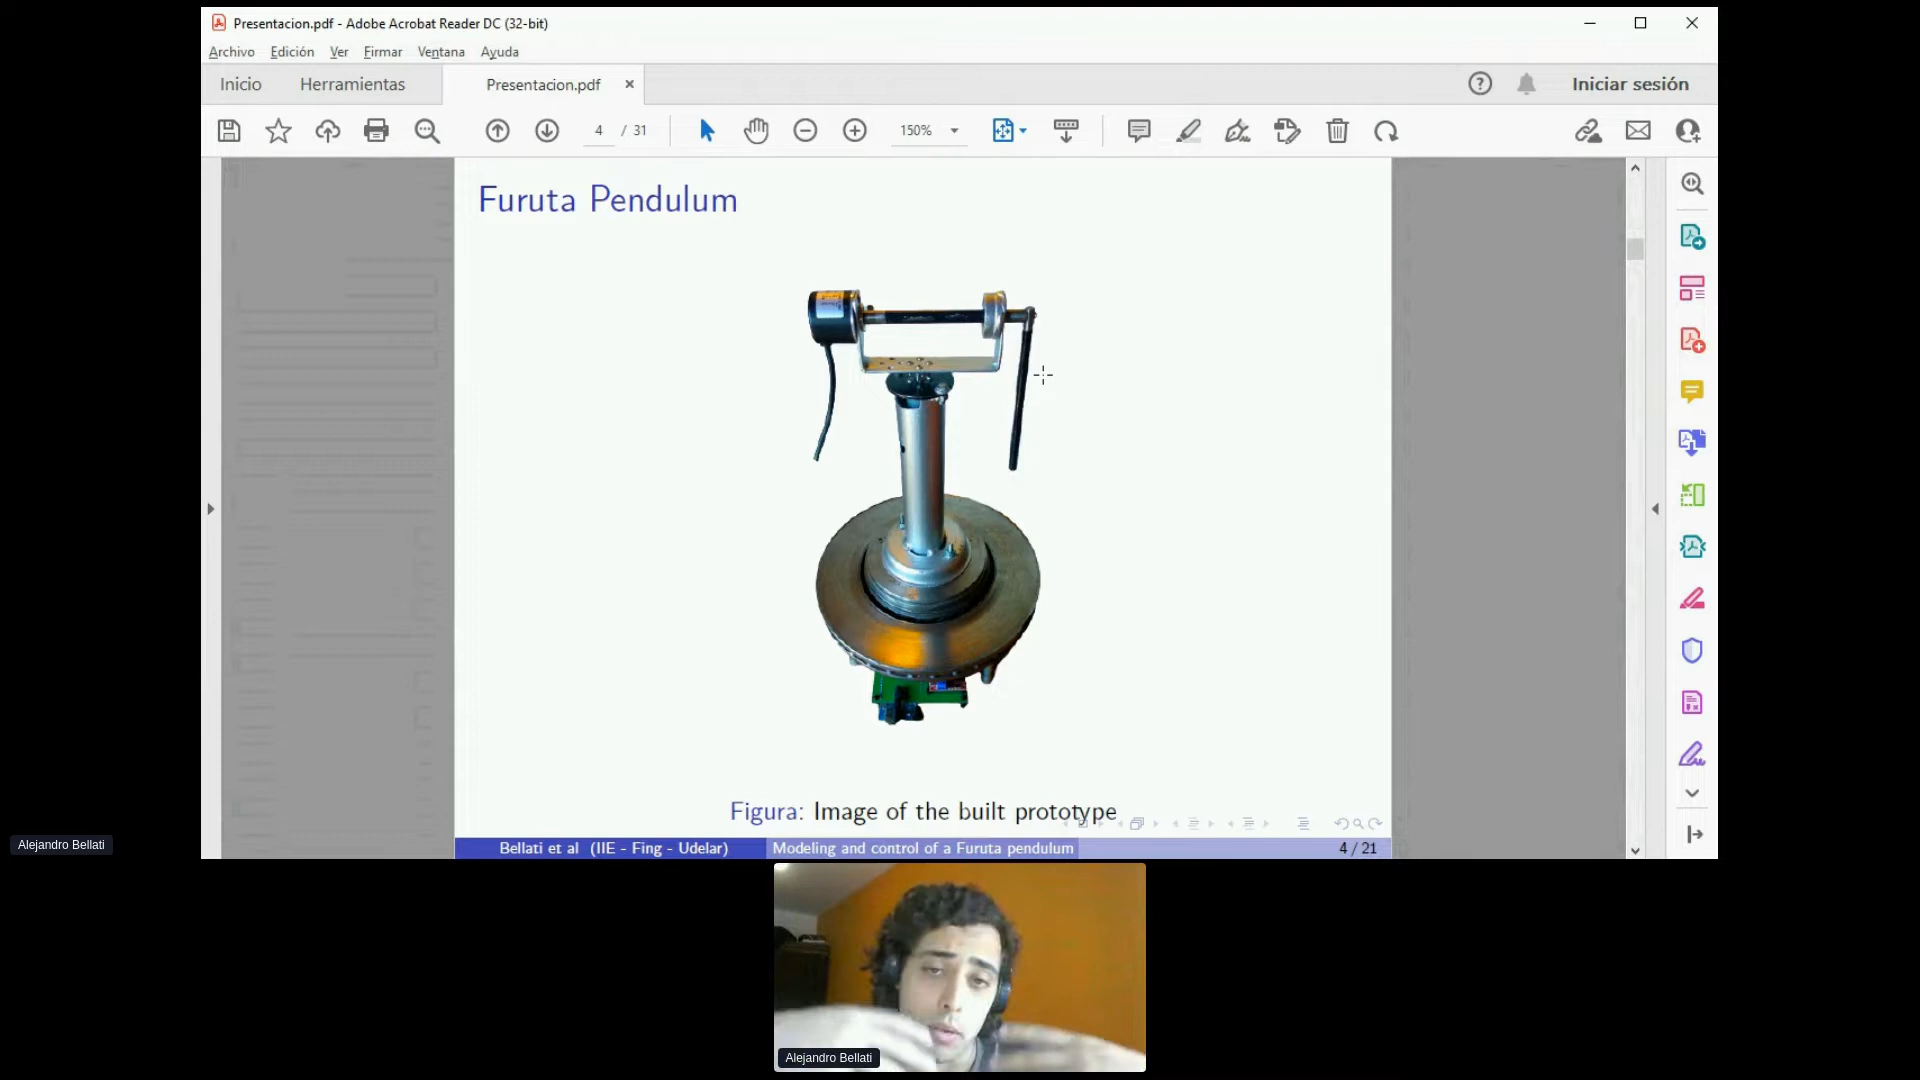 Presentacion.pdf - Adobe Acrobat Reader DC (32-bit)
Archivo Edición Ver Firmar Ventana Ayuda
Inicio Herramientas Presentacion.pdf Iniciar sesión
4 / 31 150%
Furuta Pendulum
Figura: Image of the built prototype
Bellati et al (IIE - Fing - Udelar) Modeling and control of a Furuta pendulum 4 / 21
Alejandro Bellati
Alejandro Bellati